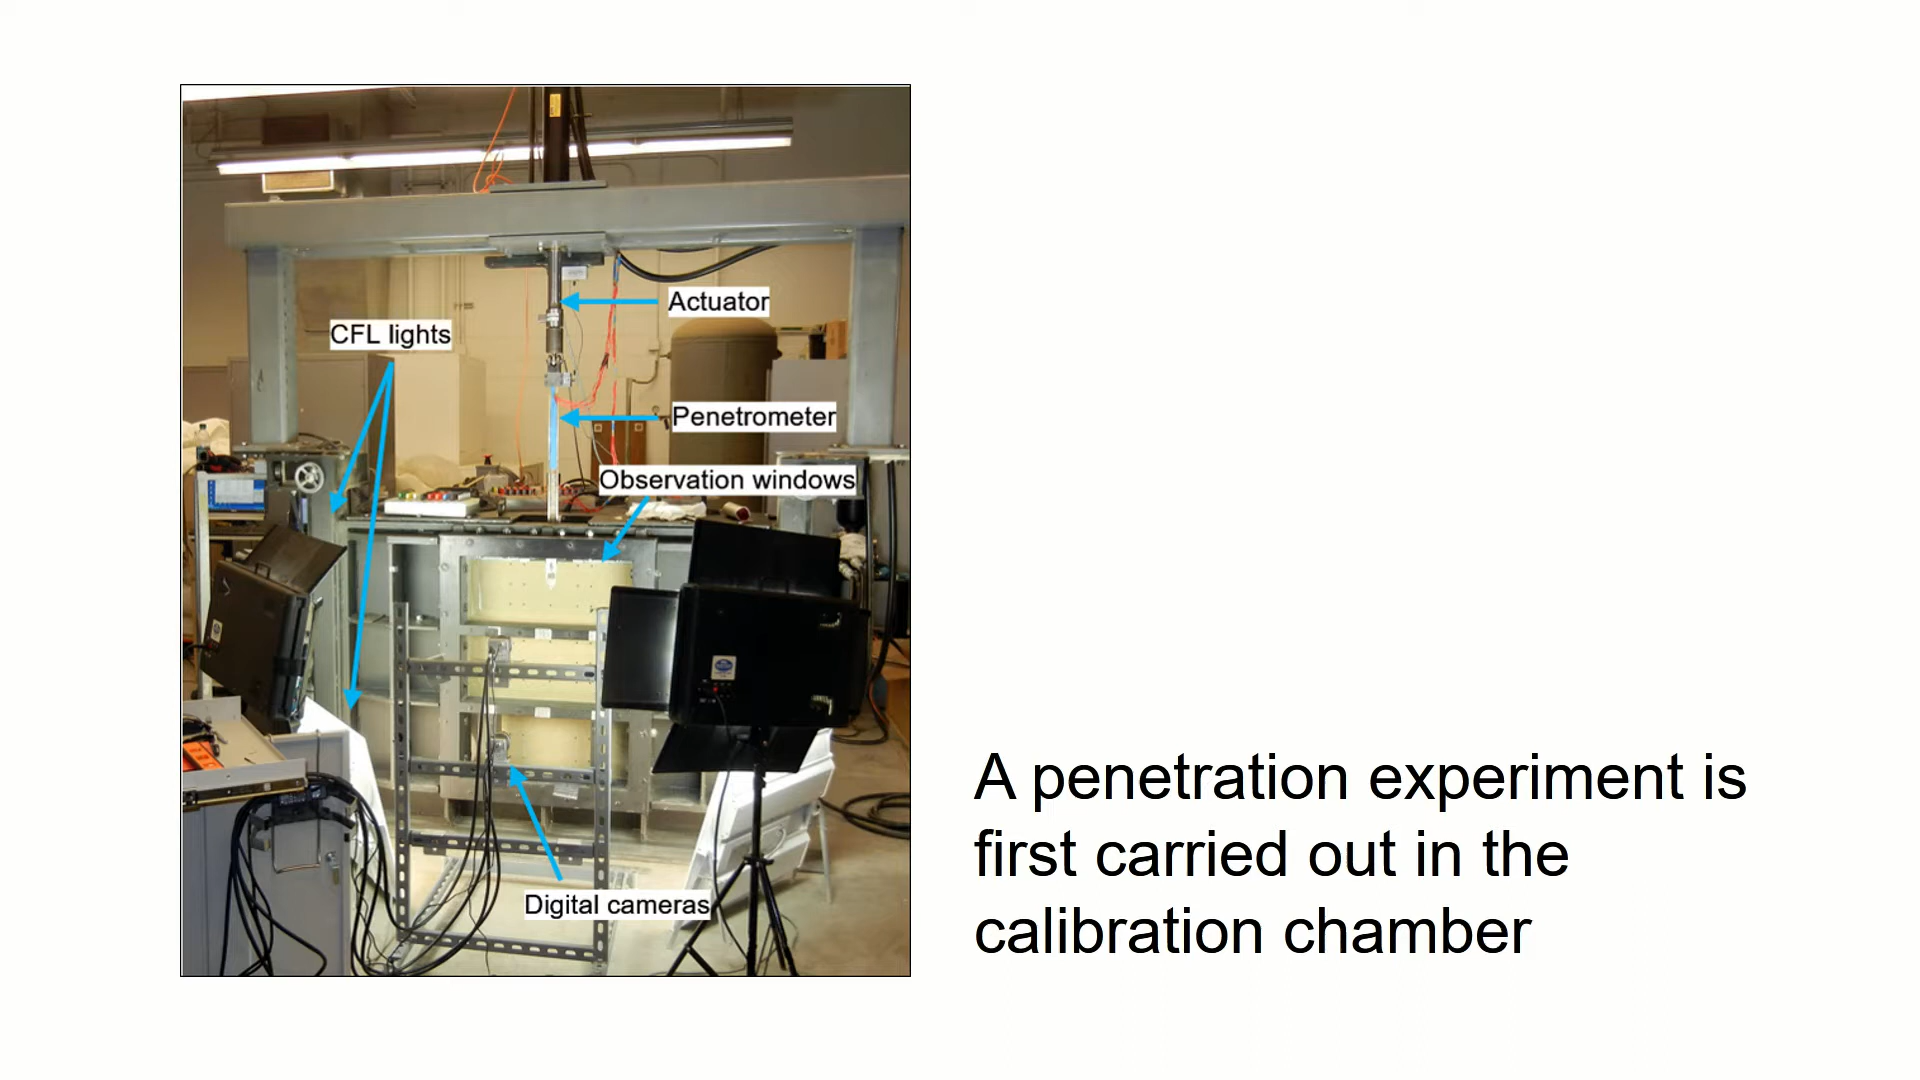 Actuator
CFL lights
Penetrometer
Observation windows
Digital cameras
A penetration experiment is
first carried out in the
calibration chamber